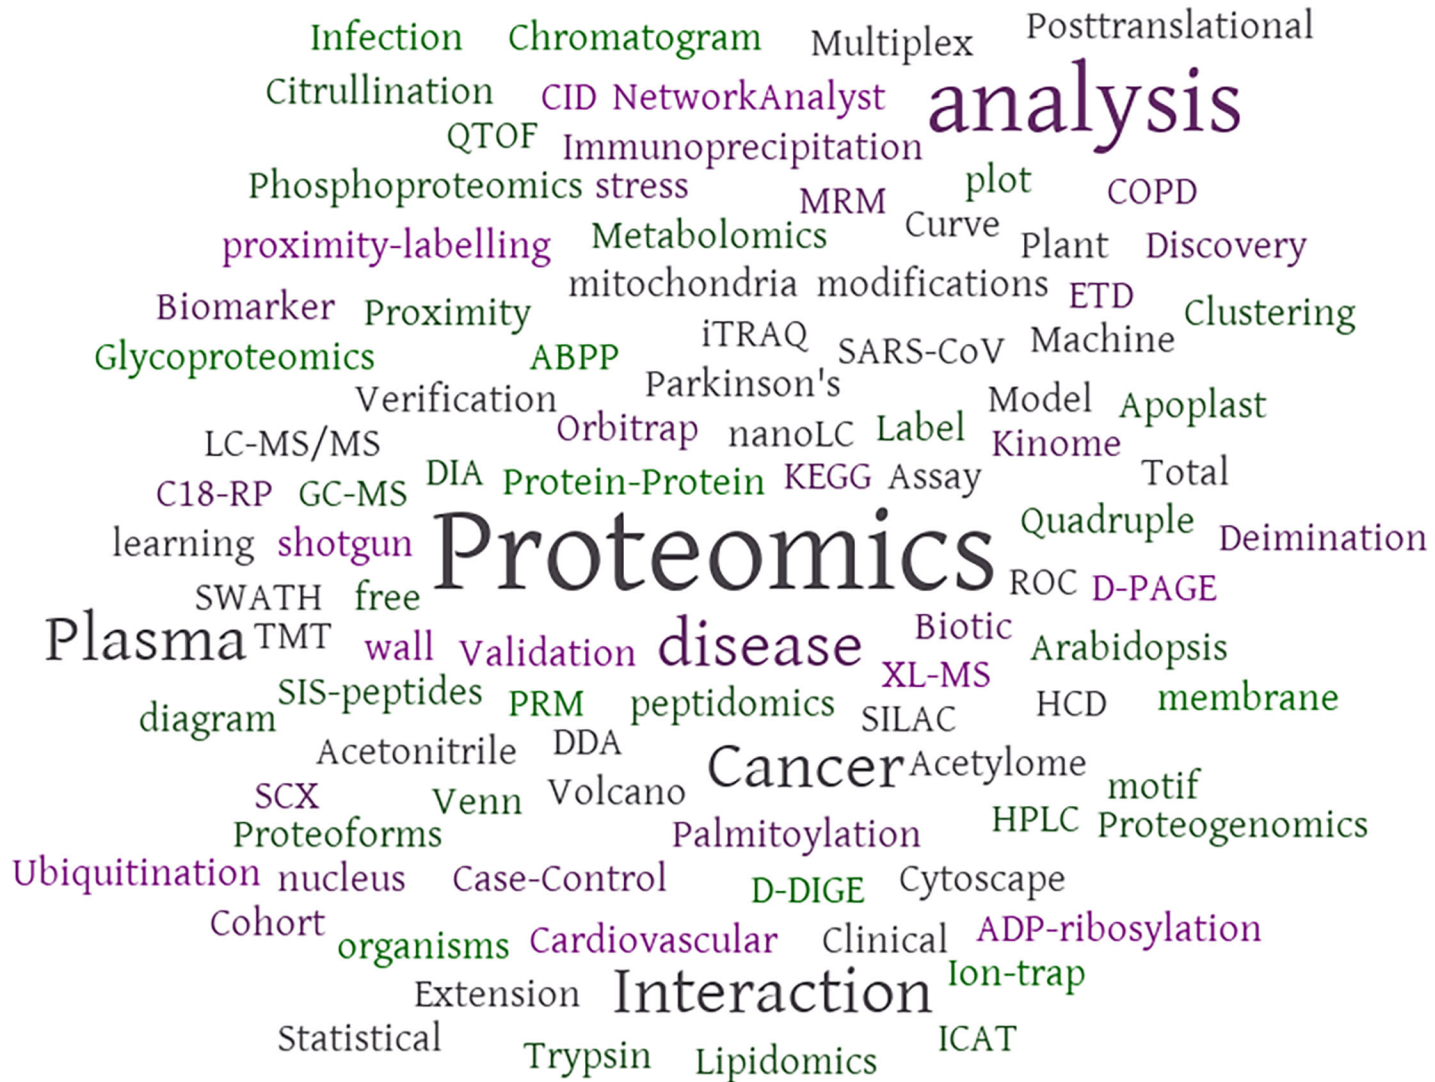 Infection Chromatogram Multiplex Posttranslational
Citrullination CID NetworkAnalyst analysis
QTOF Immunoprecipitation
Phosphoproteomics stress MRM plot COPD
proximity-labelling Metabolomics Curve Plant Discovery
mitochondria modifications ETD
Biomarker Proximity iTRAQ SARS-CoV Machine Clustering
Glycoproteomics ABPP Parkinson's
Verification Model Apoplast
LC-MS/MS Orbitrap nanoLC Label Kinome
C18-RP GC-MS DIA Protein-Protein KEGG Assay Total
learning shotgun Proteomics Quadruple Deimination
SWATH free ROC D-PAGE
Plasma TMT wall Validation disease Biotic Arabidopsis
XL-MS
diagram SIS-peptides PRM peptidomics SILAC HCD membrane
Acetonitrile DDA Cancer Acetylome
SCX Venn Volcano motif
Proteoforms Palmitoylation HPLC Proteogenomics
Ubiquitination nucleus Case-Control D-DIGE Cytoscape
Cohort organisms Cardiovascular Clinical ADP-ribosylation
Extension Interaction Ion-trap
Statistical Trypsin Lipidomics ICAT